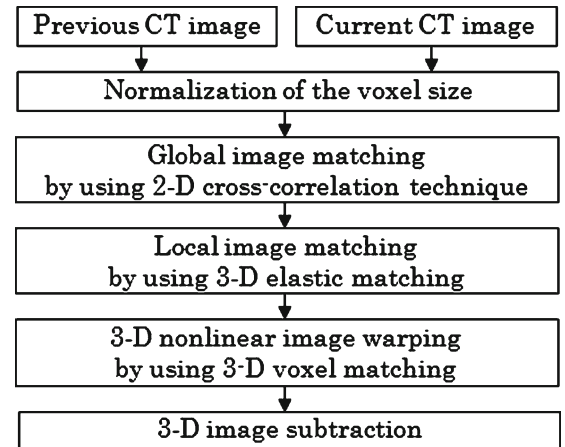 Previous CT image
Current CT image
Normalization of the voxel size
Global image matching
by using 2-D cross-correlation technique
Local image matching
by using 3-D elastic matching
3-D nonlinear image warping
by using 3-D voxel matching
3-D image subtraction